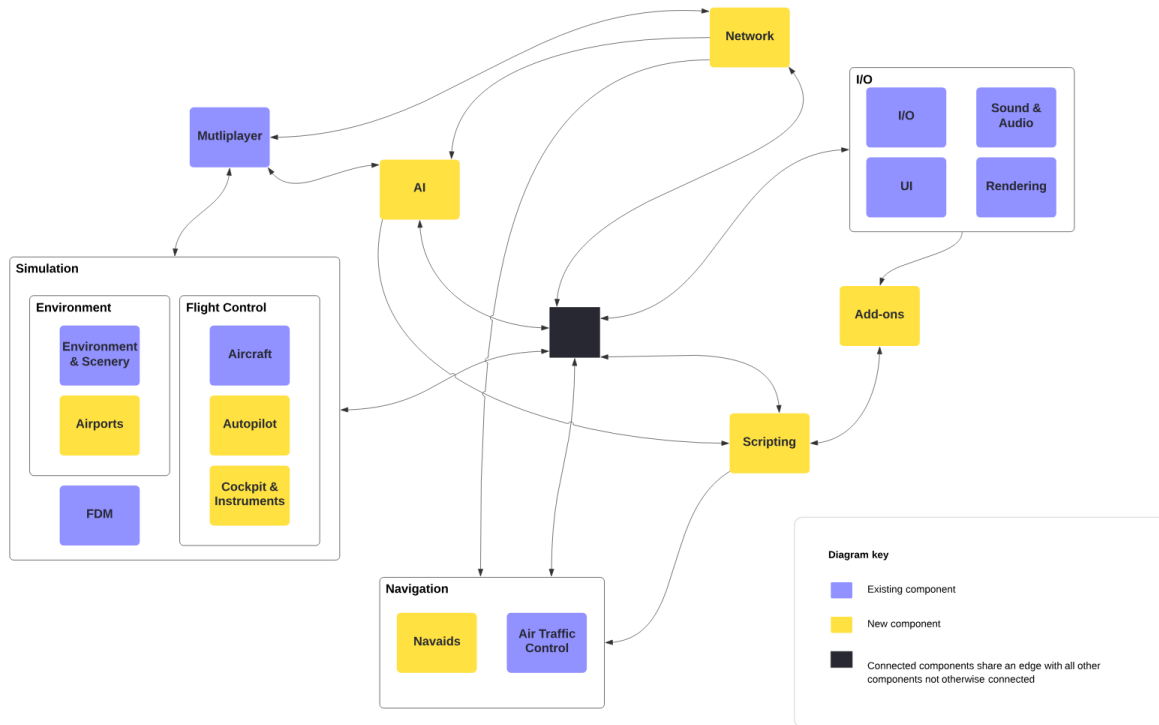 Network
I/O
I/O
Sound &
Audio
Mutliplayer
AI
UI
Rendering
Simulation
Environment
Flight Control
Environment
& Scenery
Aircraft
Add-ons
Airports
Autopilot
Scripting
Cockpit &
Instruments
FDM
Diagram key
Existing component
Navigation
New component
Navaids
Air Traffic
Control
Connected components share an edge with all other
components not otherwise connected